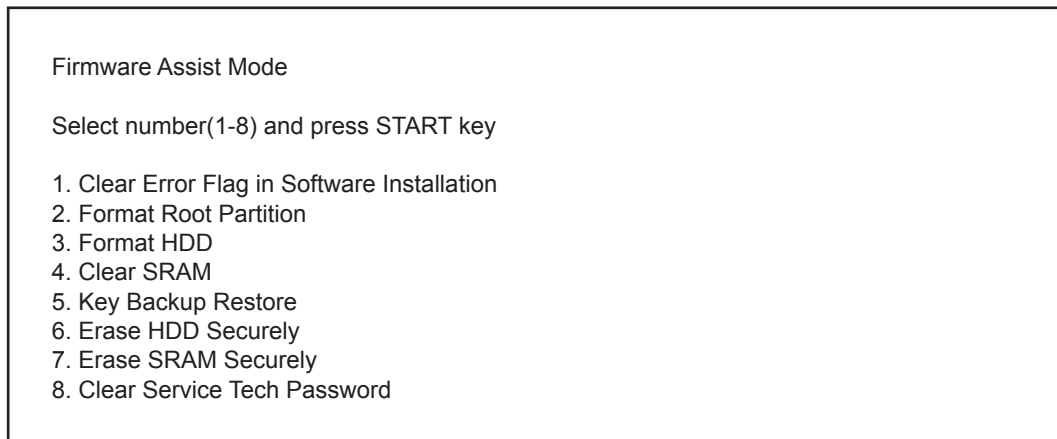 Firmware Assist Mode
Select number(1-8) and press START key
1. Clear Error Flag in Software Installation
2. Format Root Partition
3. Format HDD
4. Clear SRAM
5. Key Backup Restore
6. Erase HDD Securely
7. Erase SRAM Securely
8. Clear Service Tech Password